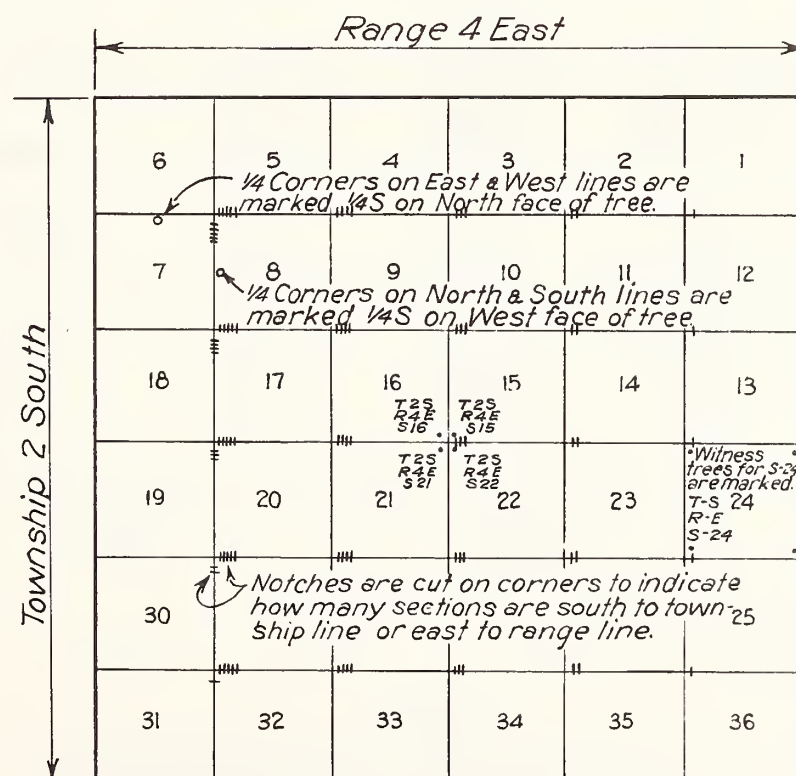 Range 4 East
Township 2 South
6 5 4 3 2 1
¼ Corners on East & West lines are
marked ¼S on North face of tree.
7 8 9 10 11 12
¼ Corners on North & South lines are
marked ¼S on West face of tree.
18 17 16 15 14 13
T2S
R4E
S16
T2S
R4E
S15
T2S
R4E
S21
T2S
R4E
S22
Witness
trees for S-24
are marked.
T-S
R-E
S-24
19 20 21 22 23 24
Notches are cut on corners to indicate
how many sections are south to town-
ship line or east to range line.
30 25
31 32 33 34 35 36